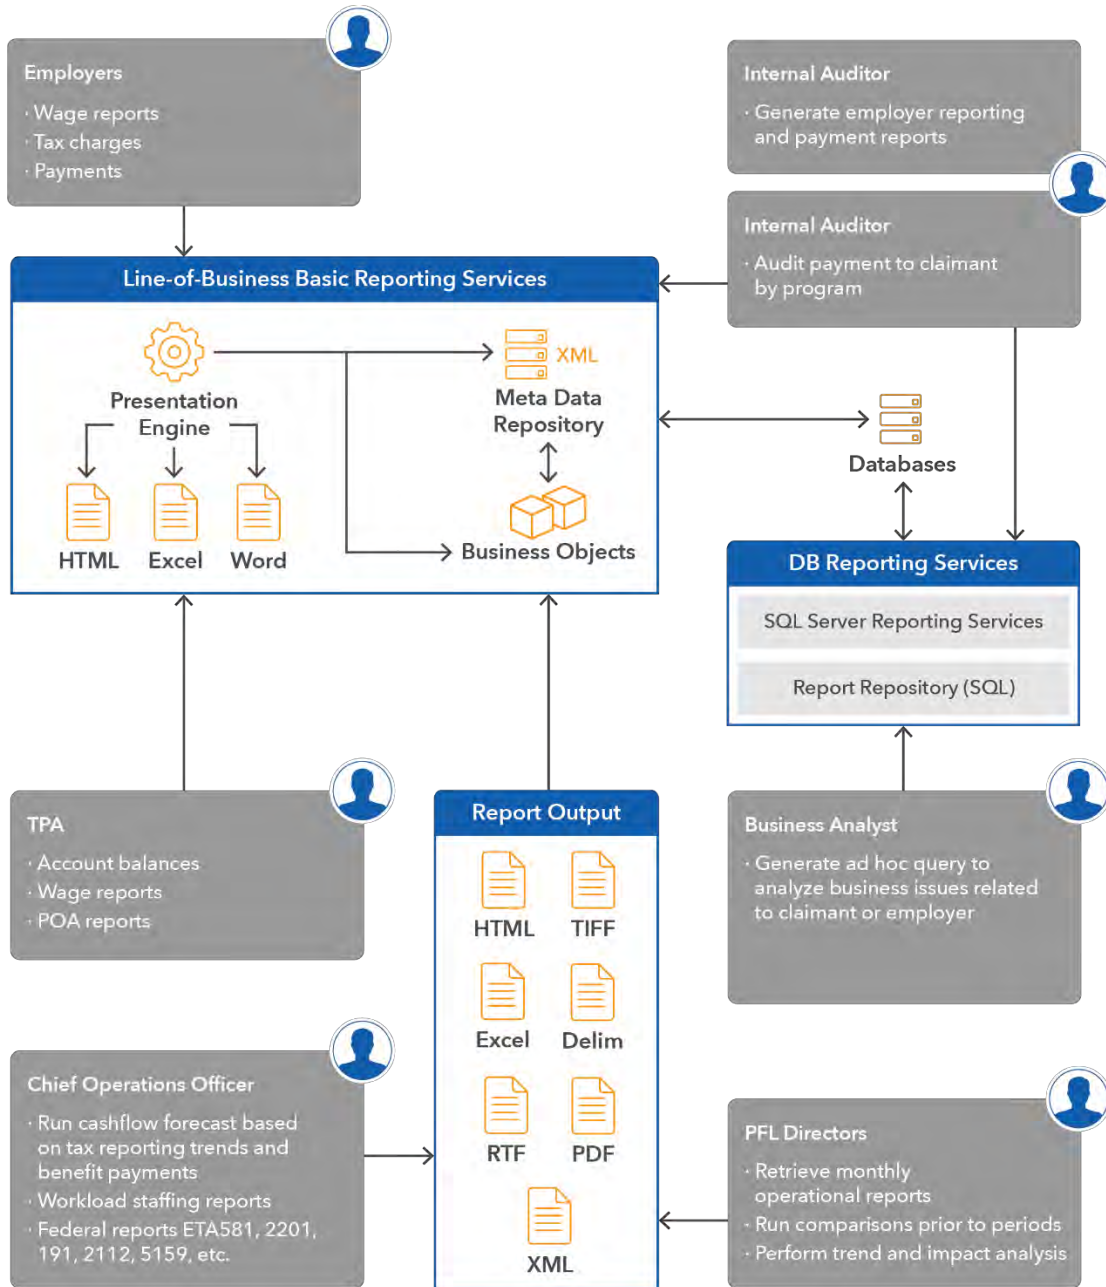 Employers
· Wage reports
· Tax charges
· Payments
Internal Auditor
· Generate employer reporting
and payment reports
Internal Auditor
· Audit payment to claimant
by program
Line-of-Business Basic Reporting Services
Presentation
Engine
HTML
Excel
Word
XML
Meta Data
Repository
Business Objects
Databases
DB Reporting Services
SQL Server Reporting Services
Report Repository (SQL)
TPA
· Account balances
· Wage reports
· POA reports
Report Output
HTML
TIFF
Excel
Delim
RTF
PDF
XML
Business Analyst
· Generate ad hoc query to
analyze business issues related
to claimant or employer
Chief Operations Officer
· Run cashflow forecast based
on tax reporting trends and
benefit payments
· Workload staffing reports
· Federal reports ETA581, 2201,
191, 2112, 5159, etc.
PFL Directors
· Retrieve monthly
operational reports
· Run comparisons prior to periods
· Perform trend and impact analysis